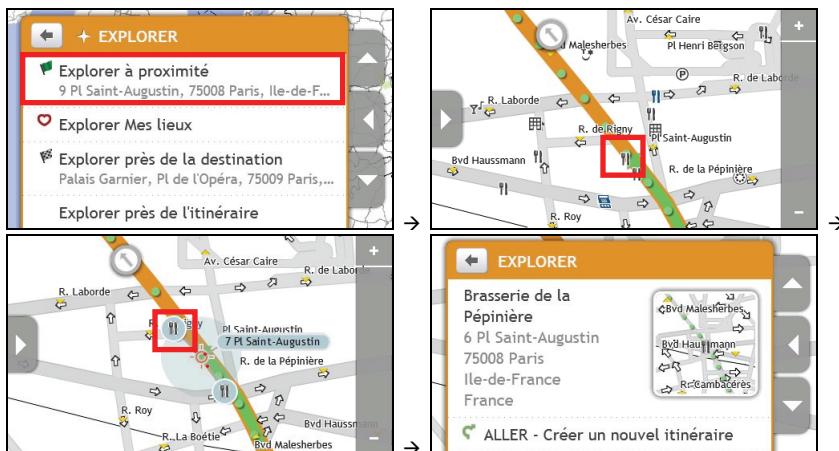 EXPLORER
Explorer à proximité
9 Pl Saint-Augustin, 75008 Paris, Ile-de-F...
Explorer Mes lieux
Explorer près de la destination
Palais Garnier, Pl de l'Opéra, 75009 Paris,...
Explorer près de l'itinéraire
→
Av. César Caire
Malesherbes
Pl Henri Bergson
+
P
R. de Laborde
R. Laborde
R. de Rigny
Pl Saint-Augustin
Bvd Haussmann
R. de la Pépinière
R. Roy
–
→
Av. César Caire
+
R. de Labor
R. Laborde
Pl Saint-Augustin
7 Pl Saint-Augustin
R. de la Pépinière
R. Roy
Bvd Haussmann
R. La Boétie
Bvd Malesherbes
–
→
EXPLORER
Brasserie de la
Pépinière
6 Pl Saint-Augustin
75008 Paris
Ile-de-France
France
Bvd Malesherbes
Bvd Haussmann
R. Cambacérès
ALLER - Créer un nouvel itinéraire